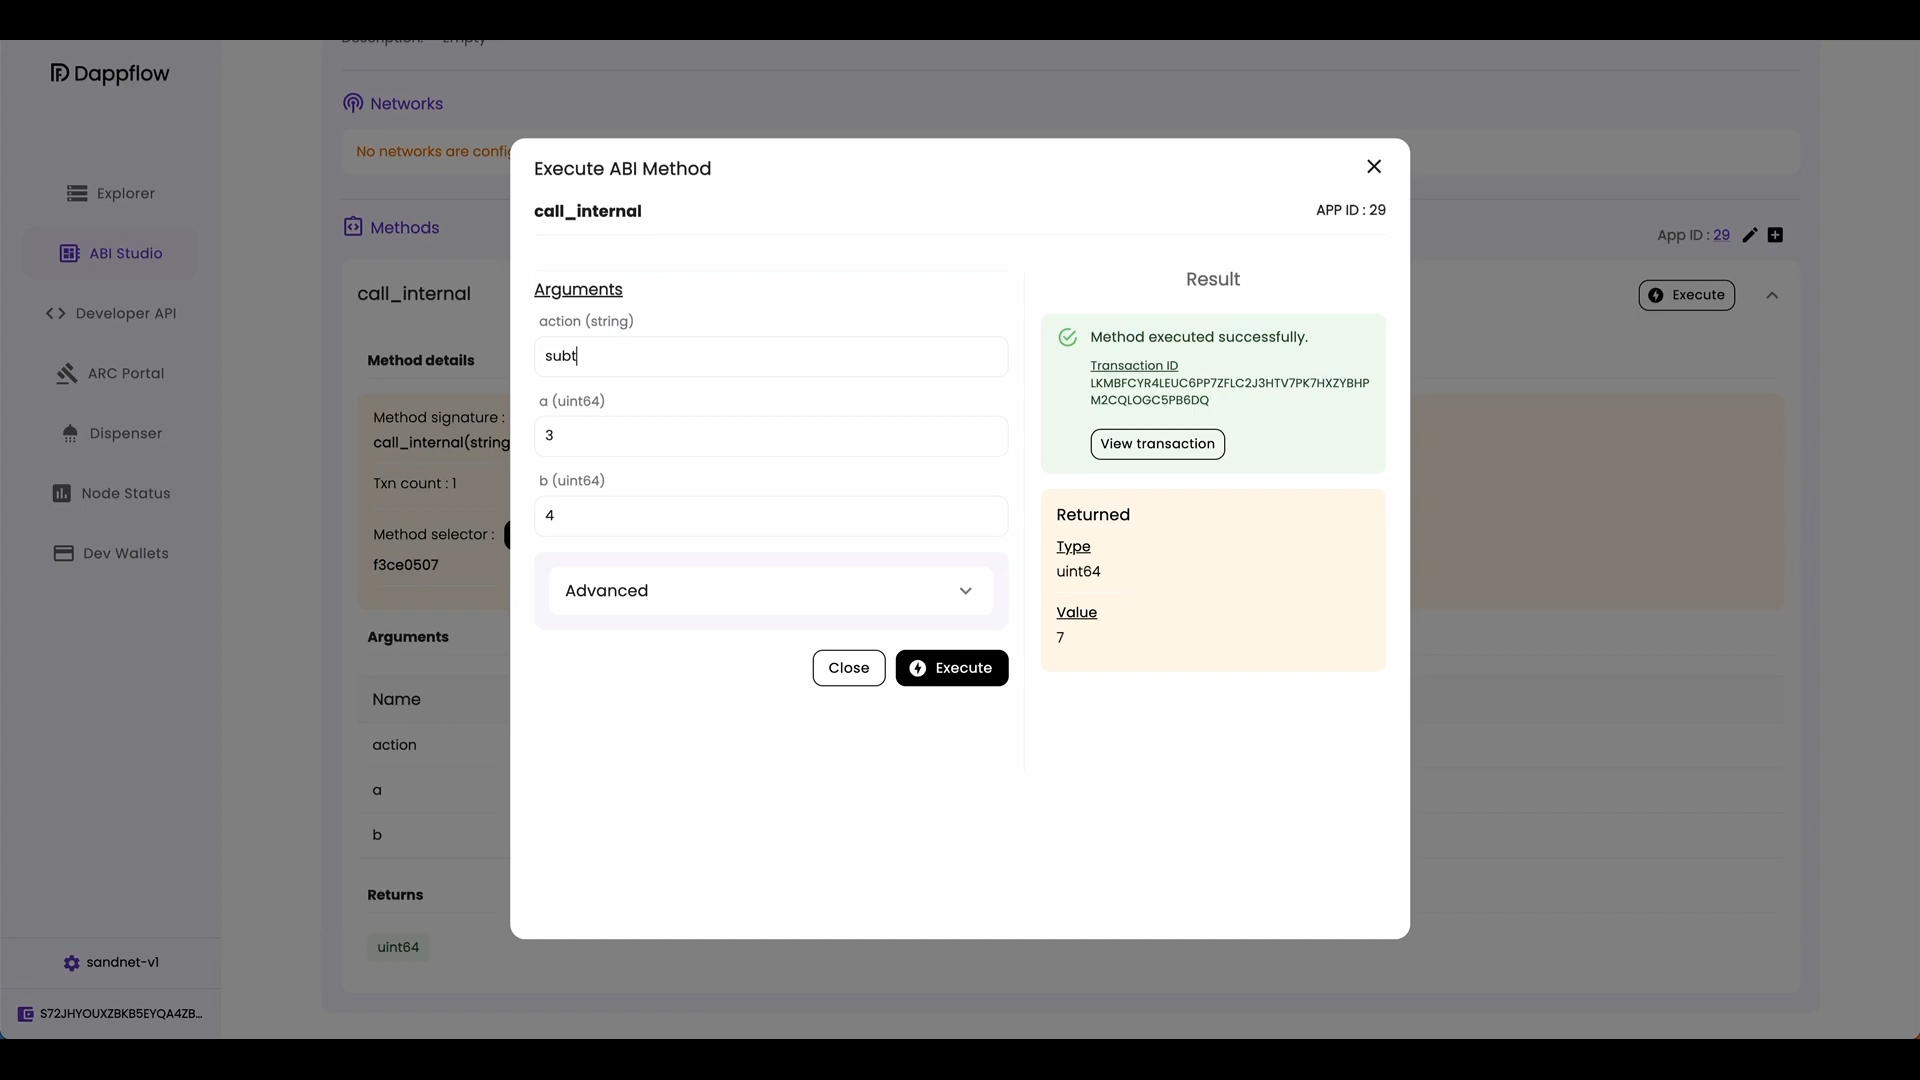 Dappflow
Explorer
ABI Studio
Developer API
ARC Portal
Dispenser
Node Status
Dev Wallets
sandnet-v1
S72JHYOUXZBKB5EYQA4ZB...
Description: Empty
Networks
No networks are config
Methods
App ID : 29
call_internal
Execute
Method details
Method signature :
call_internal(string
Txn count : 1
Method selector :
f3ce0507
Arguments
Name
action
a
b
Returns
uint64
Execute ABI Method
call_internal
APP ID : 29
Arguments
action (string)
subt
a (uint64)
3
b (uint64)
4
Advanced
Close
Execute
Result
Method executed successfully.
Transaction ID
LKMBFCYR4LEUC6PP7ZFLC2J3HTV7PK7HXZYBHP
M2CQLOGC5PB6DQ
View transaction
Returned
Type
uint64
Value
7